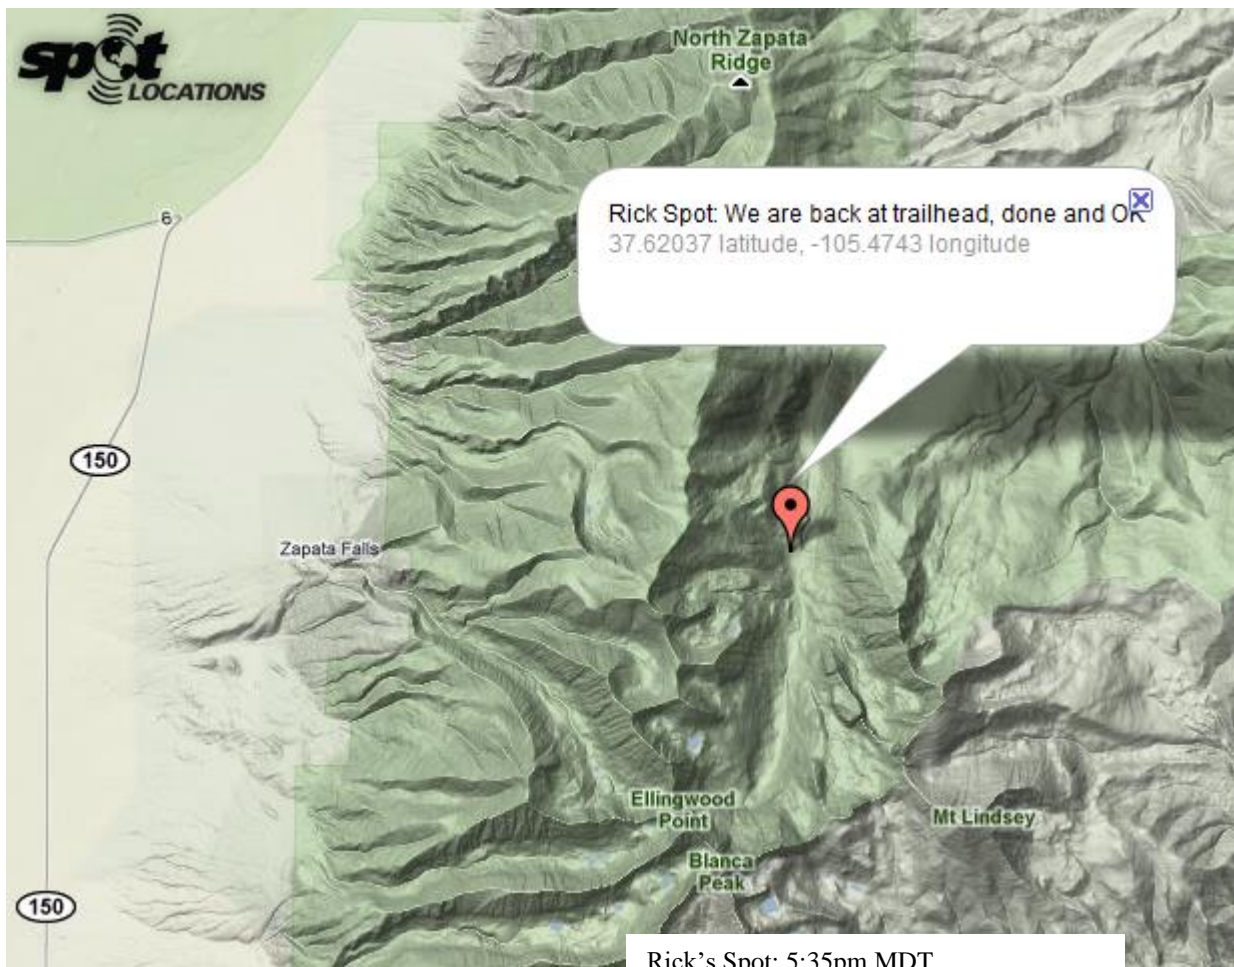 spot
LOCATIONS
North Zapata
Ridge
Rick Spot: We are back at trailhead, done and OK
37.62037 latitude, -105.4743 longitude
6
150
Zapata Falls
Ellingwood
Point
Mt Lindsey
Blanca
Peak
150
Rick's Spot: 5:35pm MDT